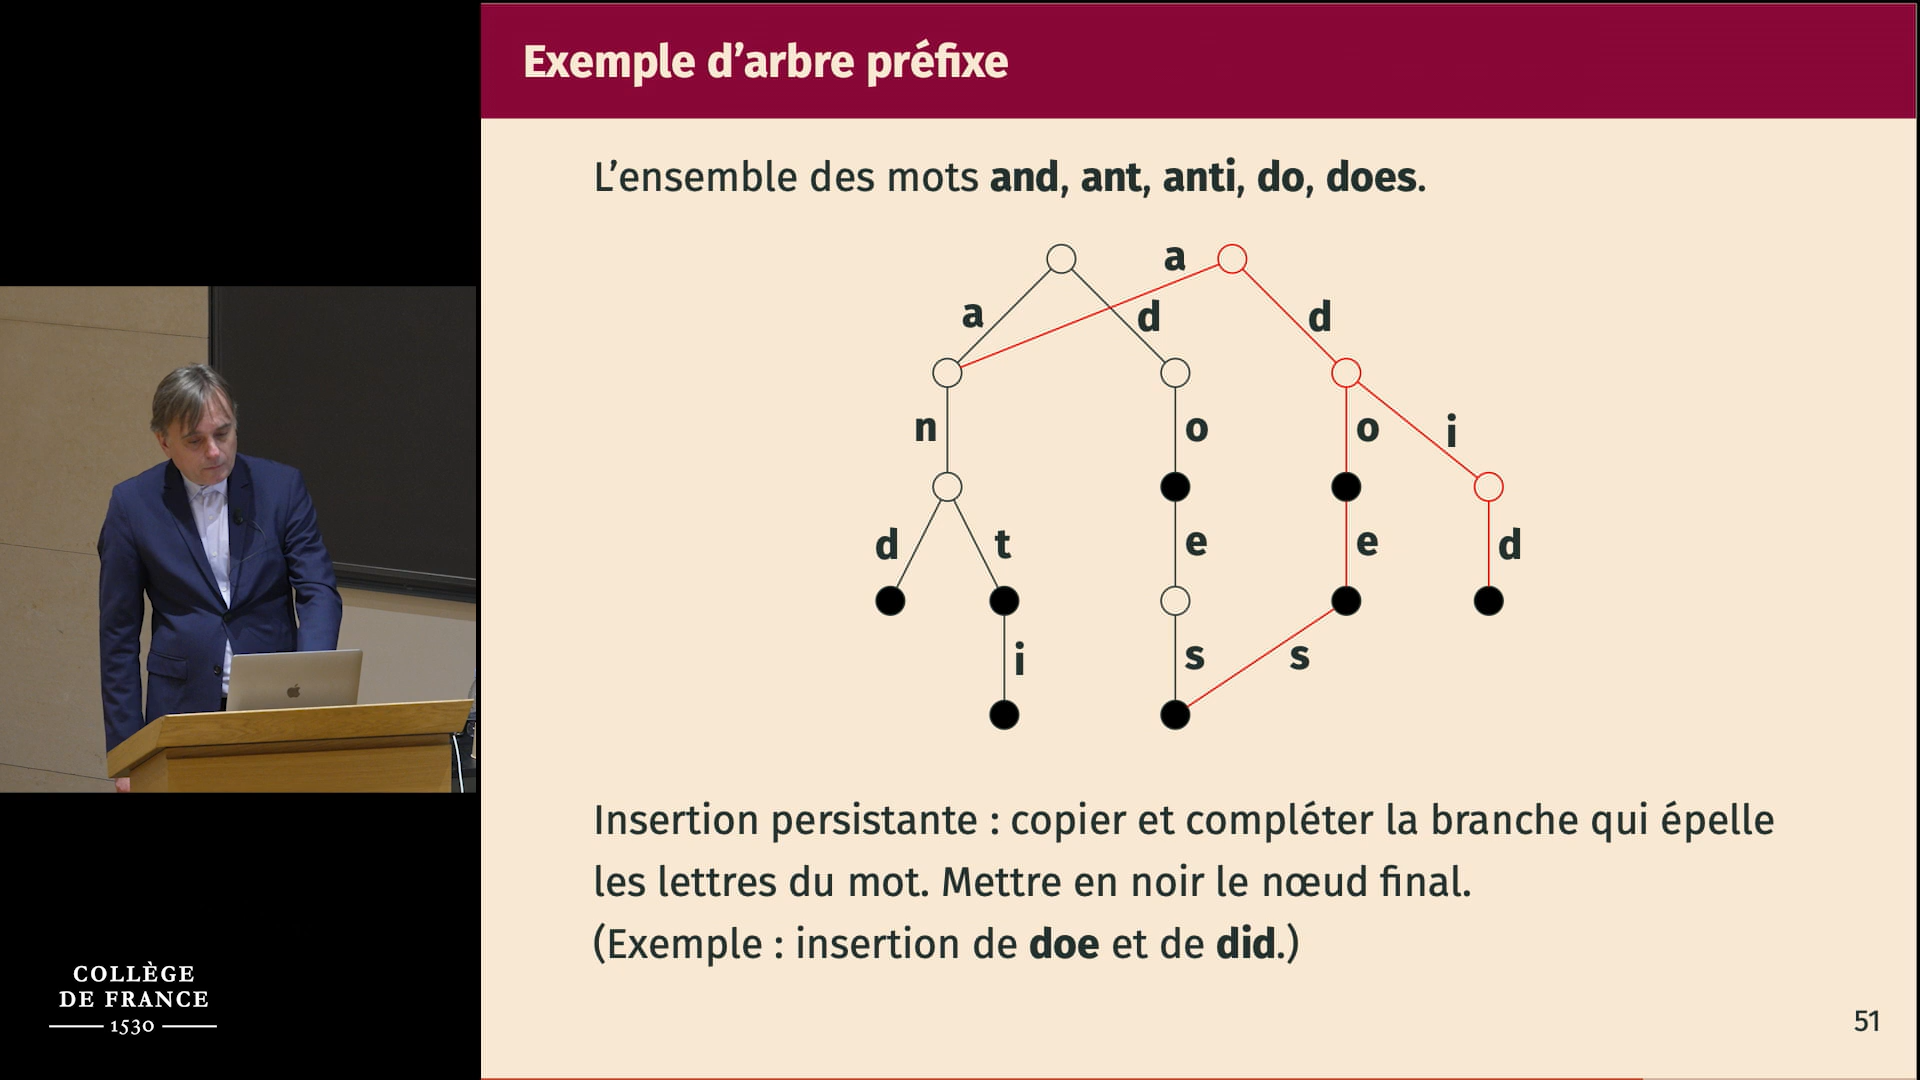 Exemple d'arbre préfixe
L'ensemble des mots and, ant, anti, do, does.
a
a
d
d
n
o
o
i
d
t
e
e
d
i
s
s
Insertion persistante : copier et compléter la branche qui épelle
les lettres du mot. Mettre en noir le nœud final.
(Exemple : insertion de doe et de did.)
COLLÈGE
DE FRANCE
1530
51